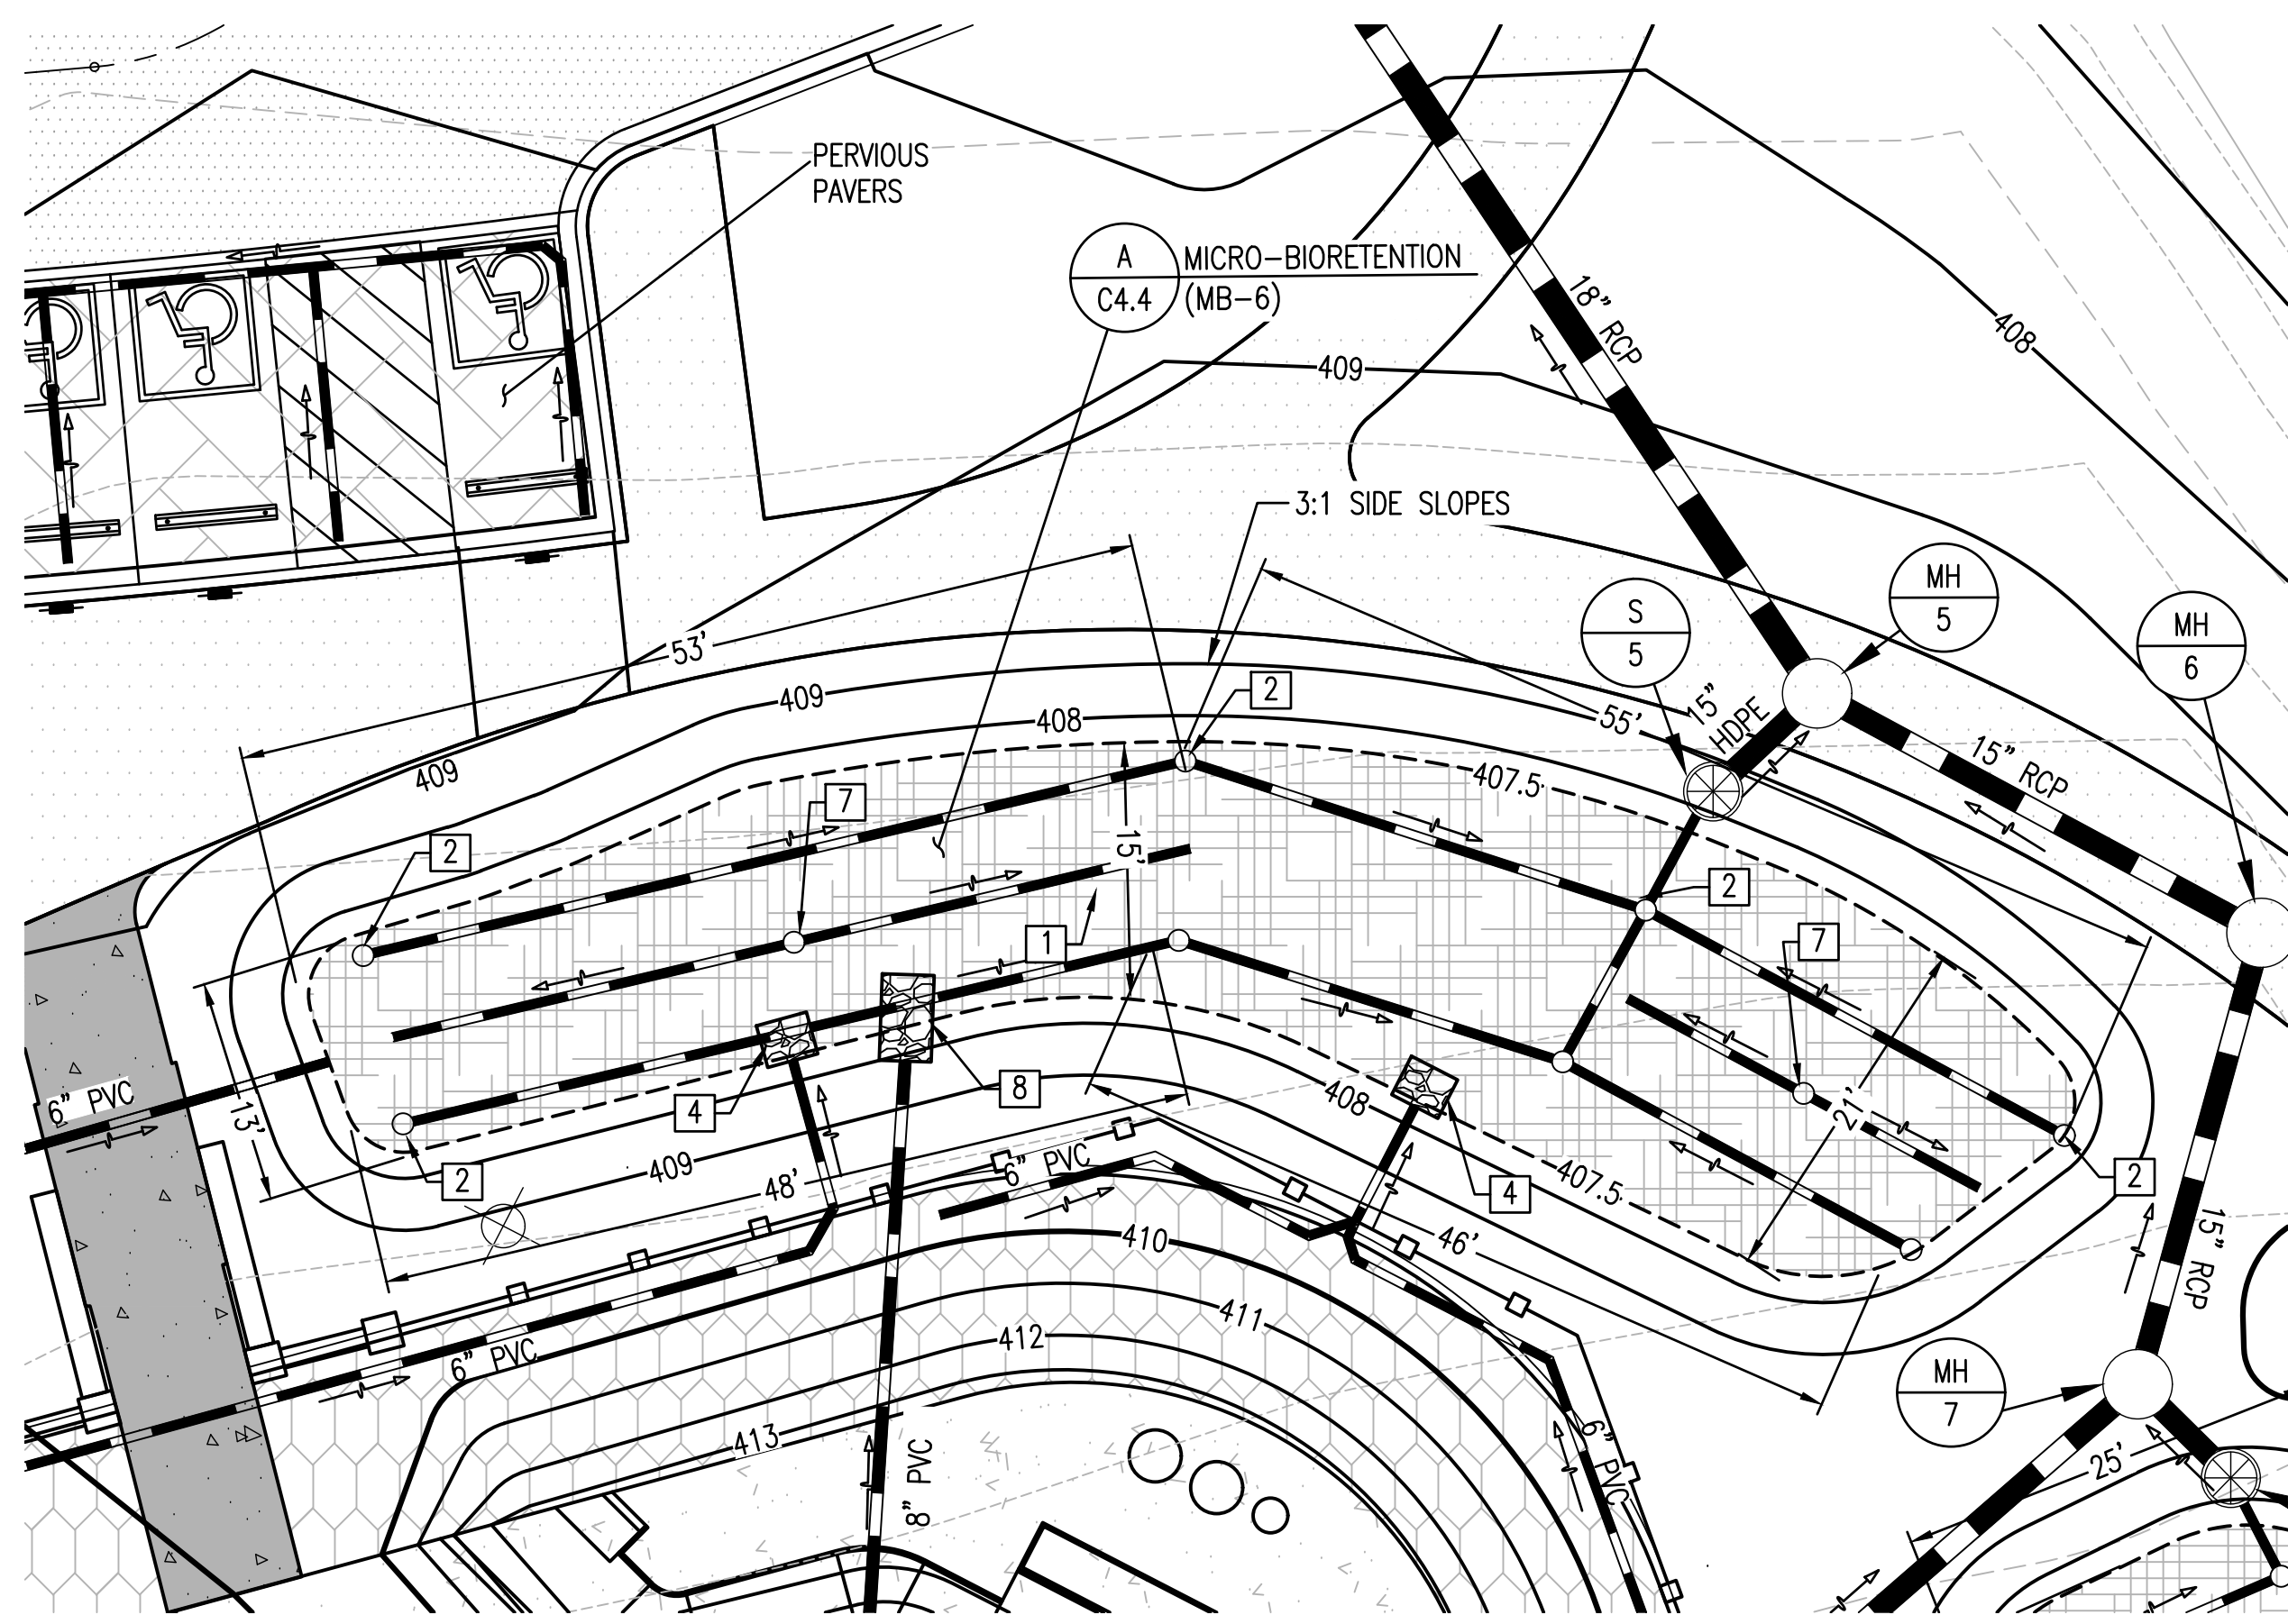 PERVIOUS
PAVERS
A
C4.4
MICRO-BIORETENTION
(MB-6)
18" RCP
408
409
3:1 SIDE SLOPES
MH
5
S
5
MH
6
53'
2
409
408
55'
15"
HDPE
15" RCP
409
407.5
7
15'
2
2
1
7
6" PVC
13'
4
8
408
21'
2
409
48'
6" PVC
407.5
4
2
46'
410
15" RCP
411
412
6" PVC
MH
7
413
8" PVC
6" PVC
25'